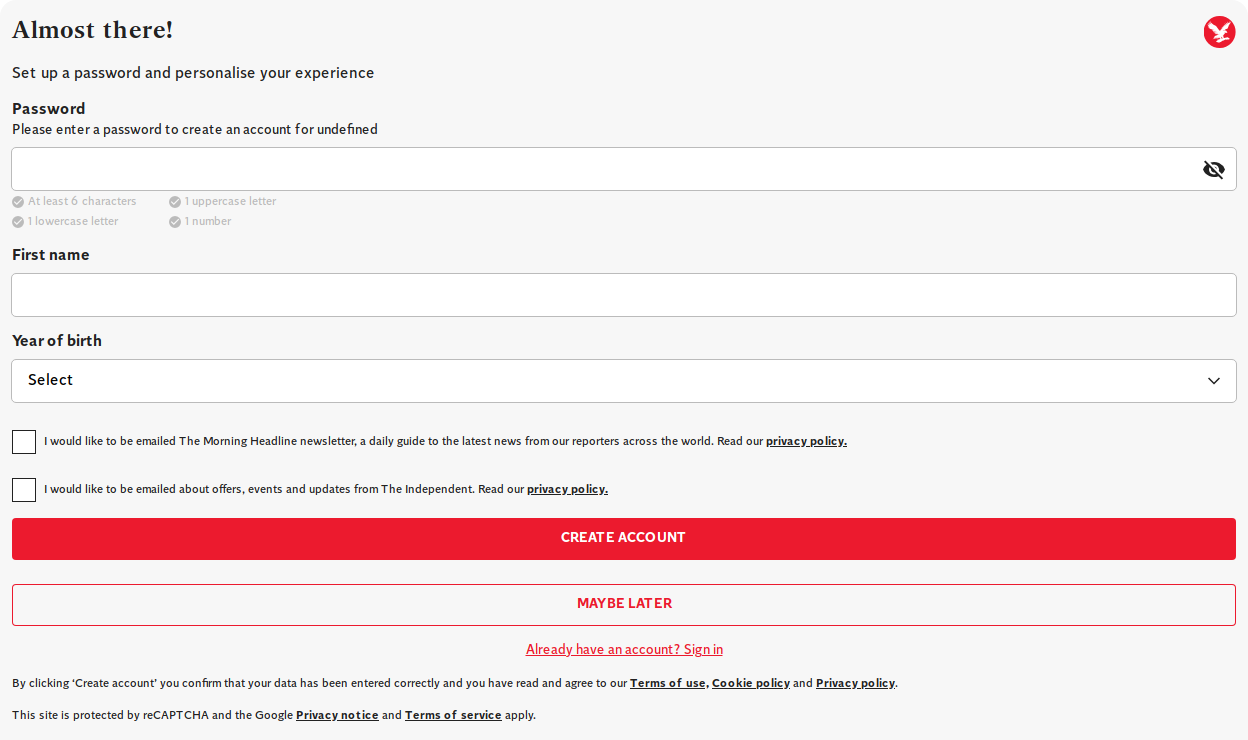 Almost there!
Set up a password and personalise your experience
Password
Please enter a password to create an account for undefined
At least 6 characters
1 uppercase letter
1 lowercase letter
1 number
First name
Year of birth
Select
I would like to be emailed The Morning Headline newsletter, a daily guide to the latest news from our reporters across the world. Read our privacy policy.
I would like to be emailed about offers, events and updates from The Independent. Read our privacy policy.
CREATE ACCOUNT
MAYBE LATER
Already have an account? Sign in
By clicking ‘Create account’ you confirm that your data has been entered correctly and you have read and agree to our Terms of use, Cookie policy and Privacy policy.
This site is protected by reCAPTCHA and the Google Privacy notice and Terms of service apply.